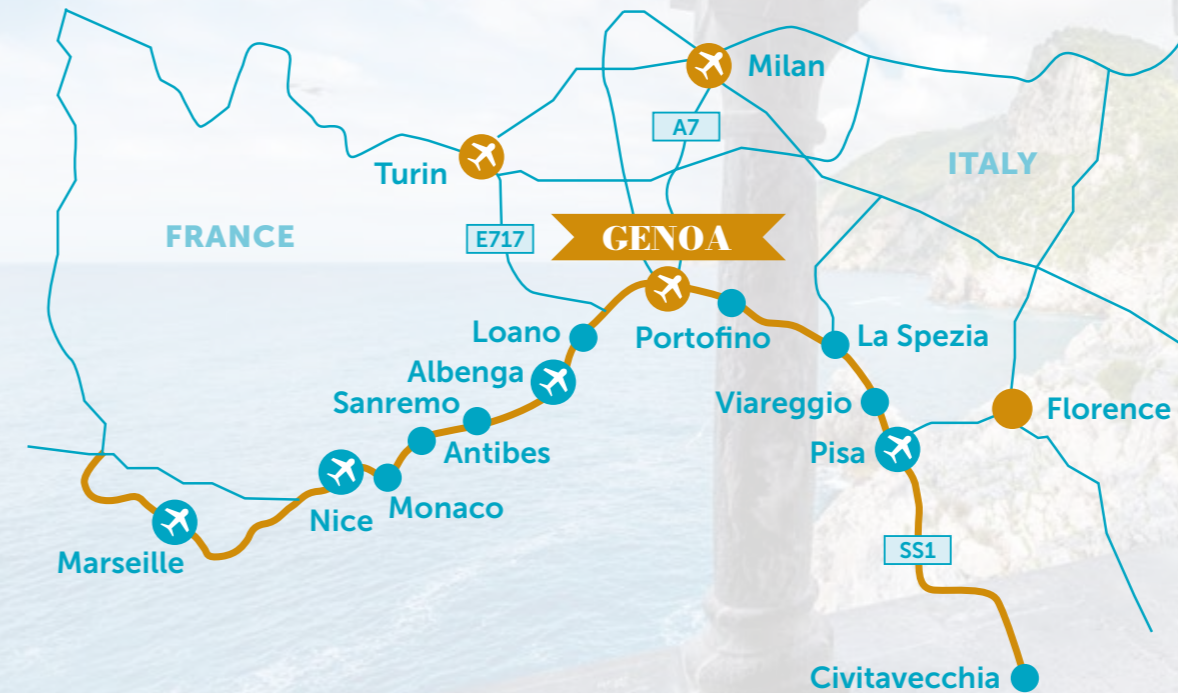 Milan
A7
ITALY
Turin
FRANCE
E717
GENOA
Loano
Portofino
La Spezia
Albenga
Sanremo
Viareggio
Florence
Antibes
Pisa
Monaco
Nice
Marseille
SS1
Civitavecchia